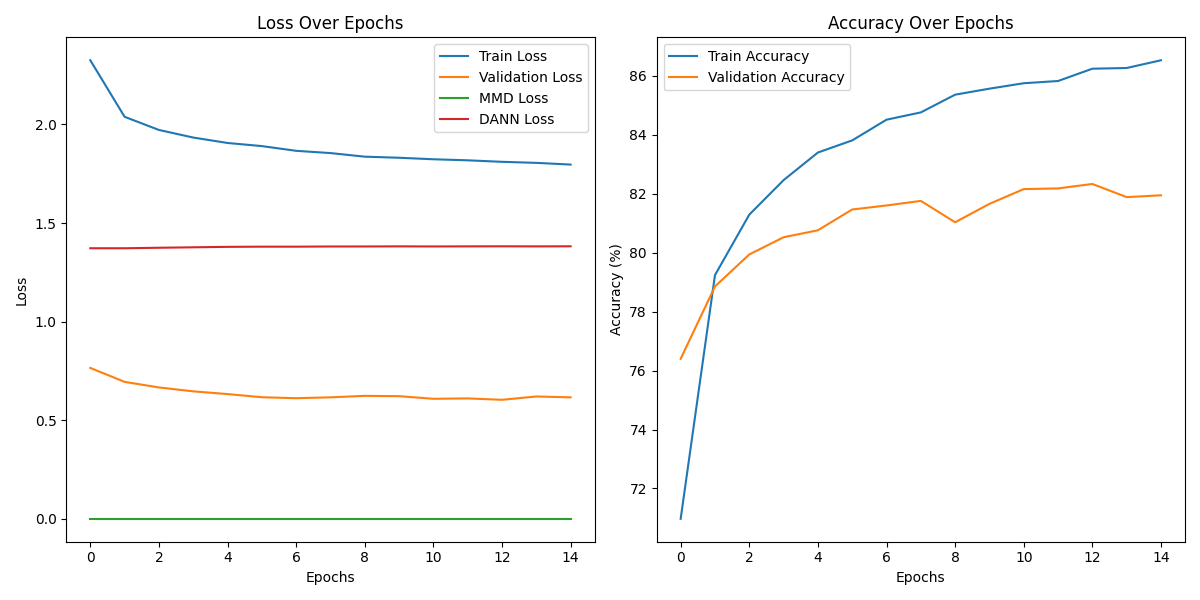 Loss Over Epochs
Loss
2.0
1.5
1.0
0.5
0.0
Train Loss
Validation Loss
MMD Loss
DANN Loss
0 2 4 6 8 10 12 14
Epochs
Accuracy Over Epochs
Accuracy (%)
86
84
82
80
78
76
74
72
Train Accuracy
Validation Accuracy
0 2 4 6 8 10 12 14
Epochs